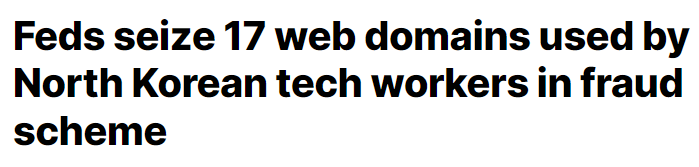 Feds seize 17 web domains used by
North Korean tech workers in fraud
scheme